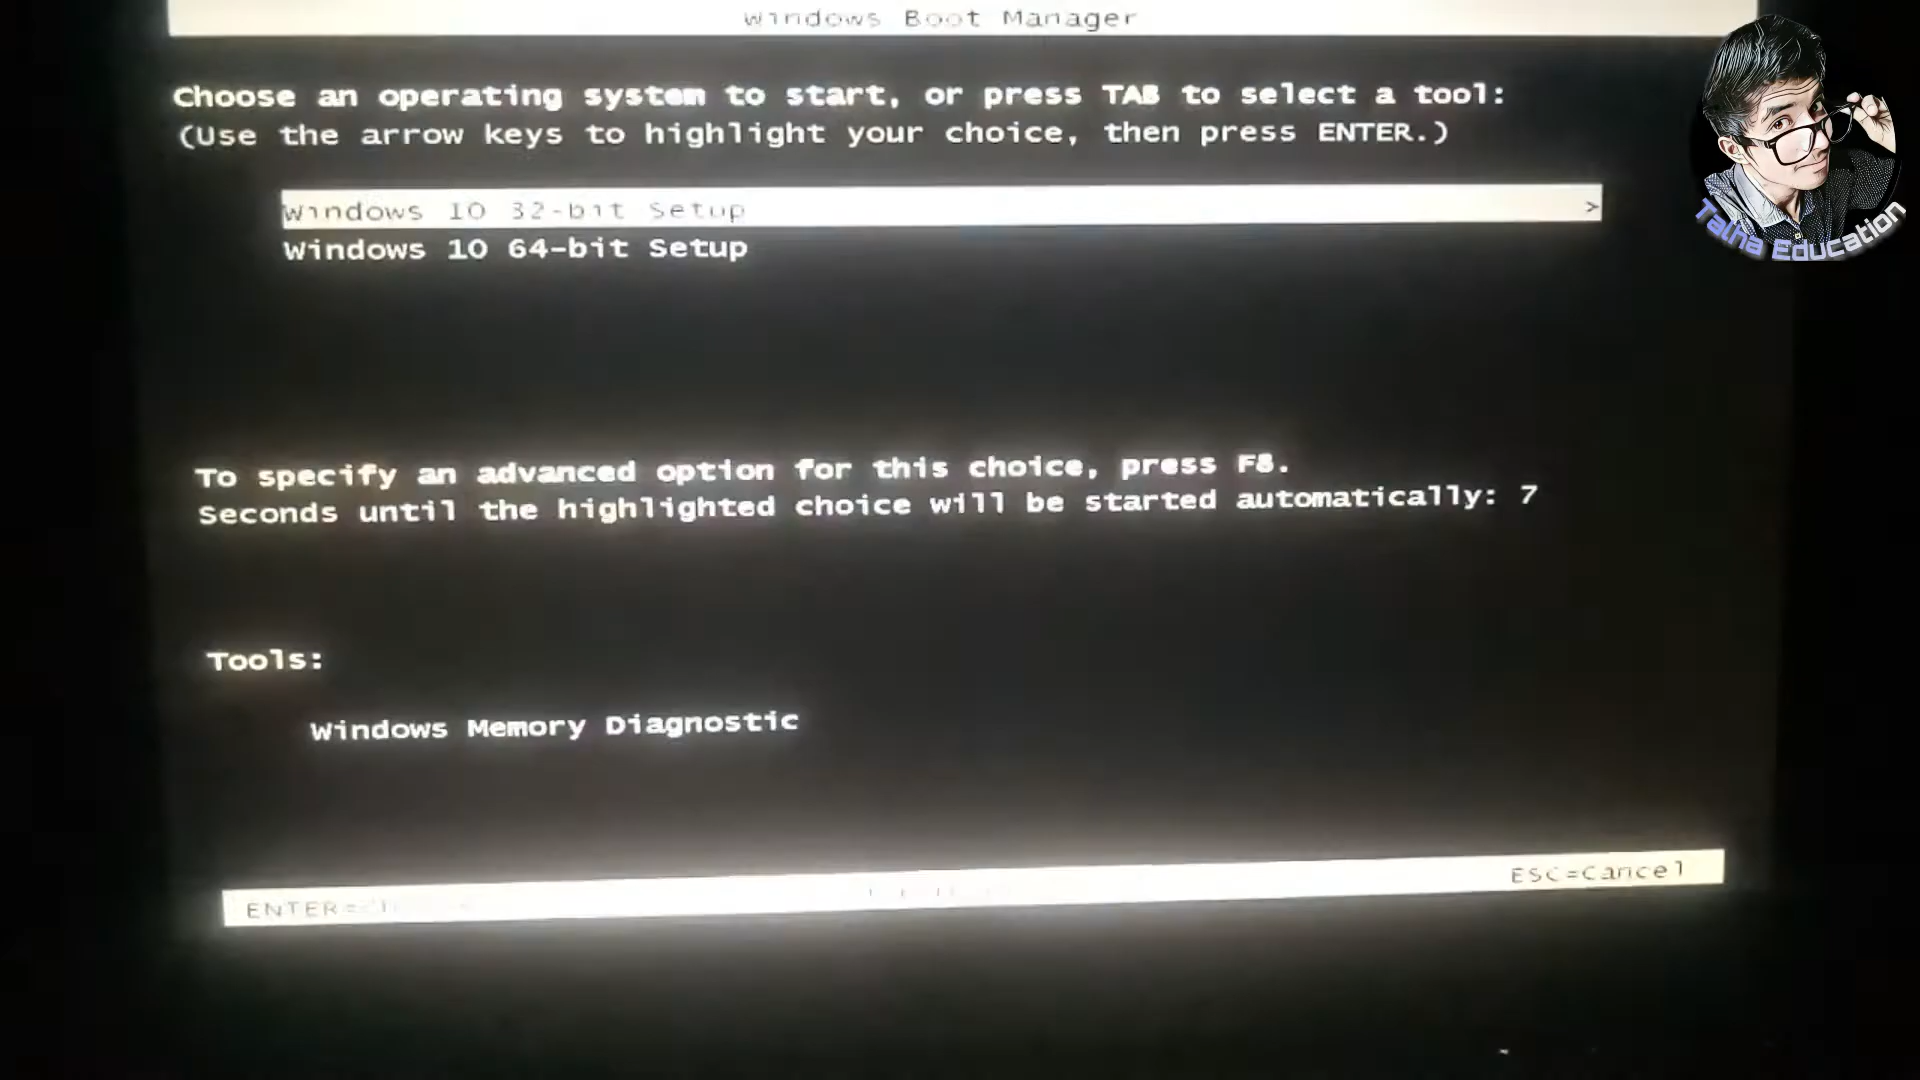 Windows Boot Manager
Choose an operating system to start, or press TAB to select a tool:
(Use the arrow keys to highlight your choice, then press ENTER.)
Windows 10 32-bit Setup >
Windows 10 64-bit Setup
To specify an advanced option for this choice, press F8.
Seconds until the highlighted choice will be started automatically: 7
Tools:
Windows Memory Diagnostic
ESC=Cancel
Talha Education